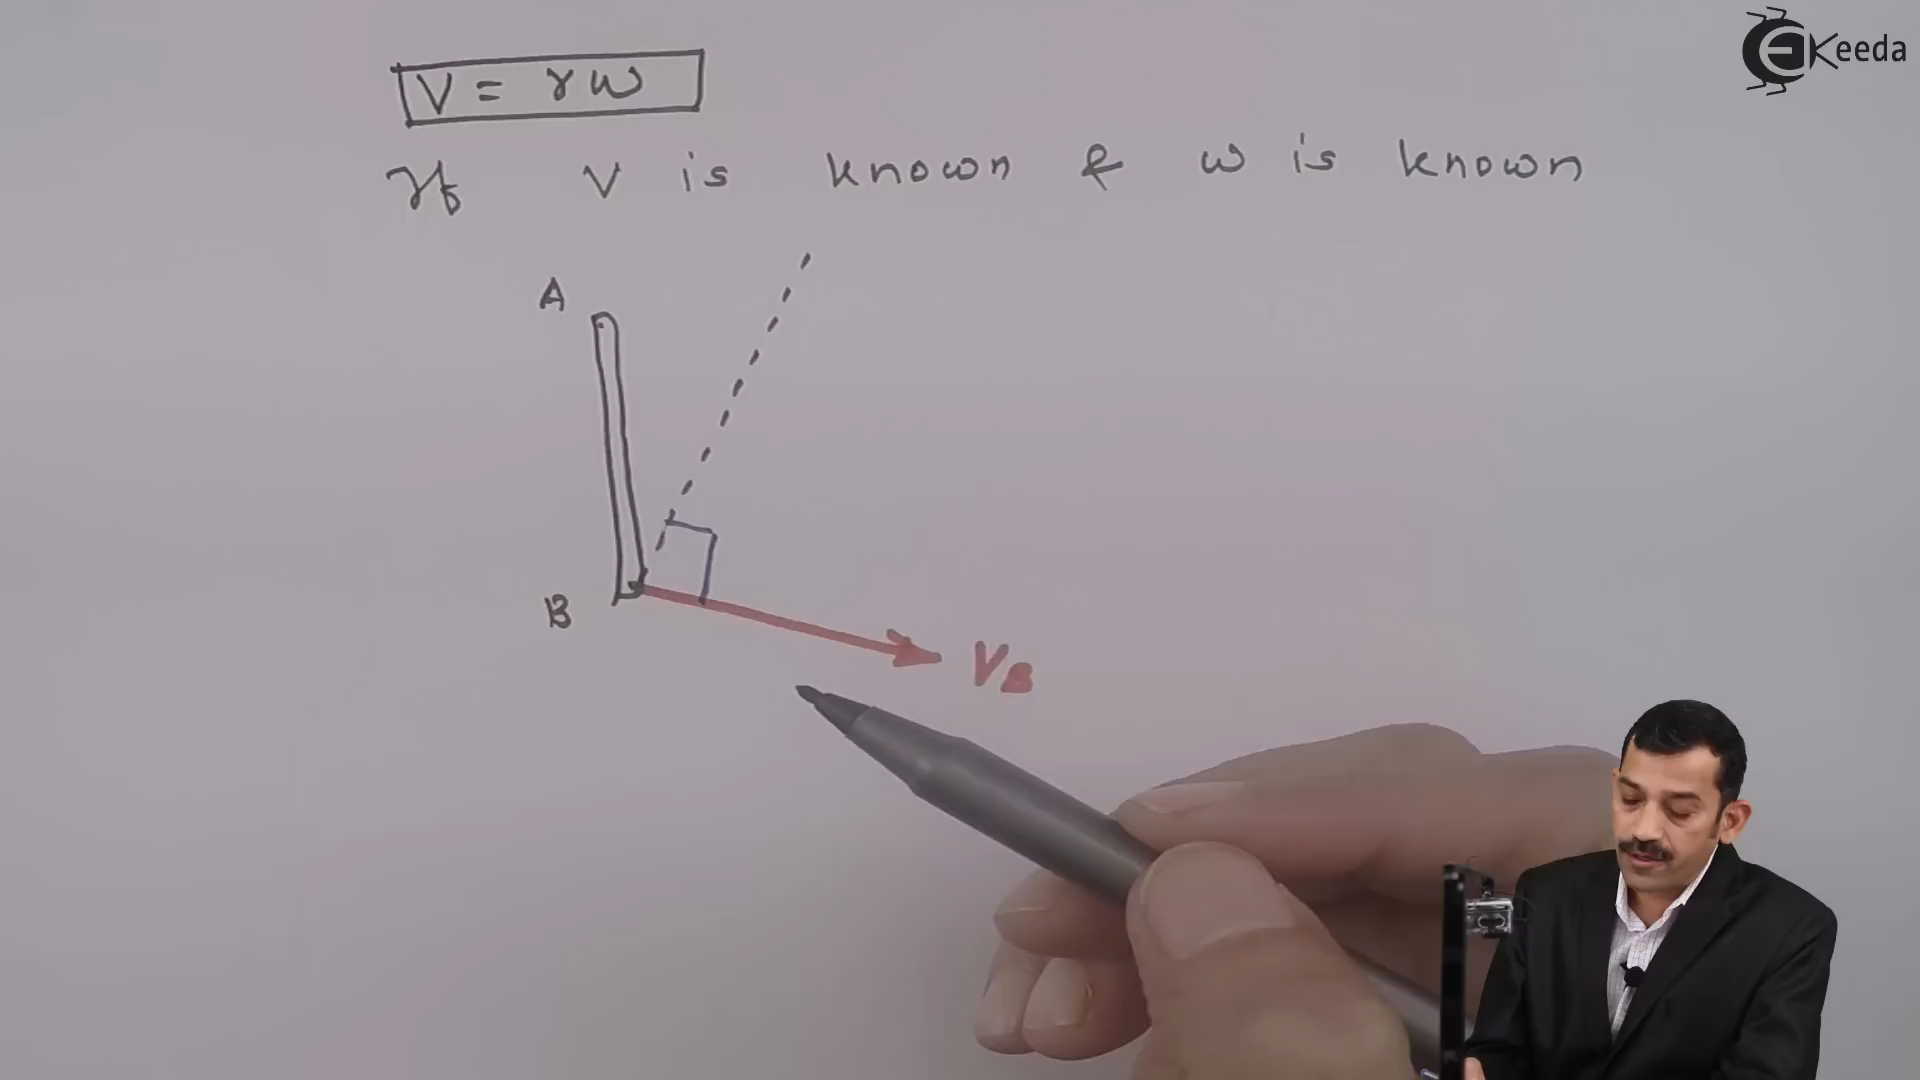 V = rω
If V is known & ω is known
A
B
VB
Keeda